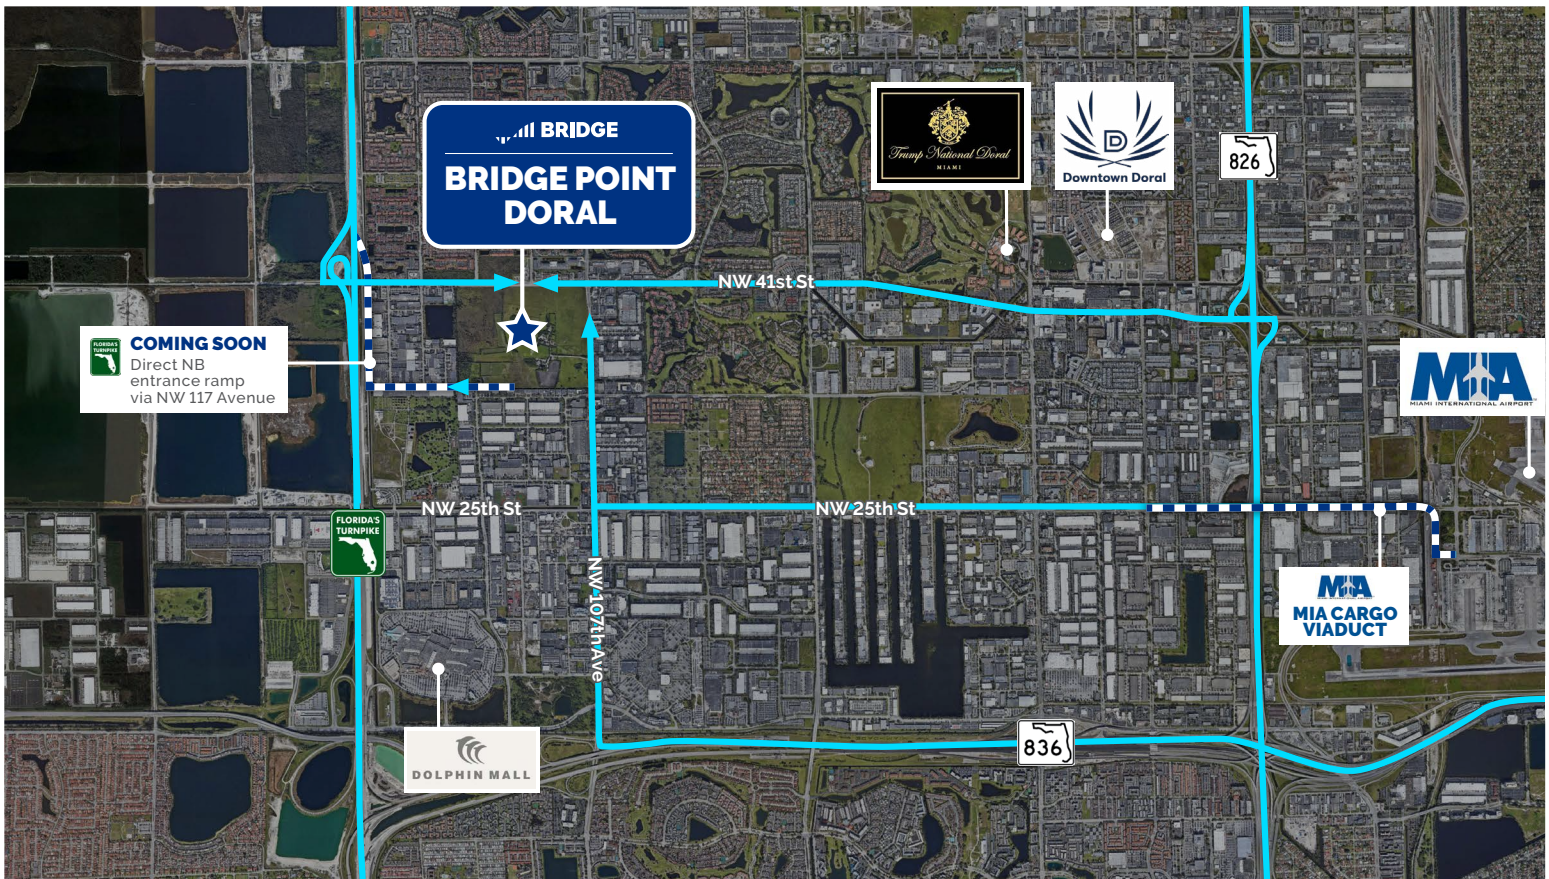 BRIDGE
BRIDGE POINT
DORAL
Trump National Doral
MIAMI
D
Downtown Doral
826
NW 41st St
FLORIDA'S
TURNPIKE
COMING SOON
Direct NB
entrance ramp
via NW 117 Avenue
MIA
MIAMI INTERNATIONAL AIRPORT
NW 25th St
NW 25th St
FLORIDA'S
TURNPIKE
NW 107th Ave
MIA
MIA CARGO
VIADUCT
836
DOLPHIN MALL